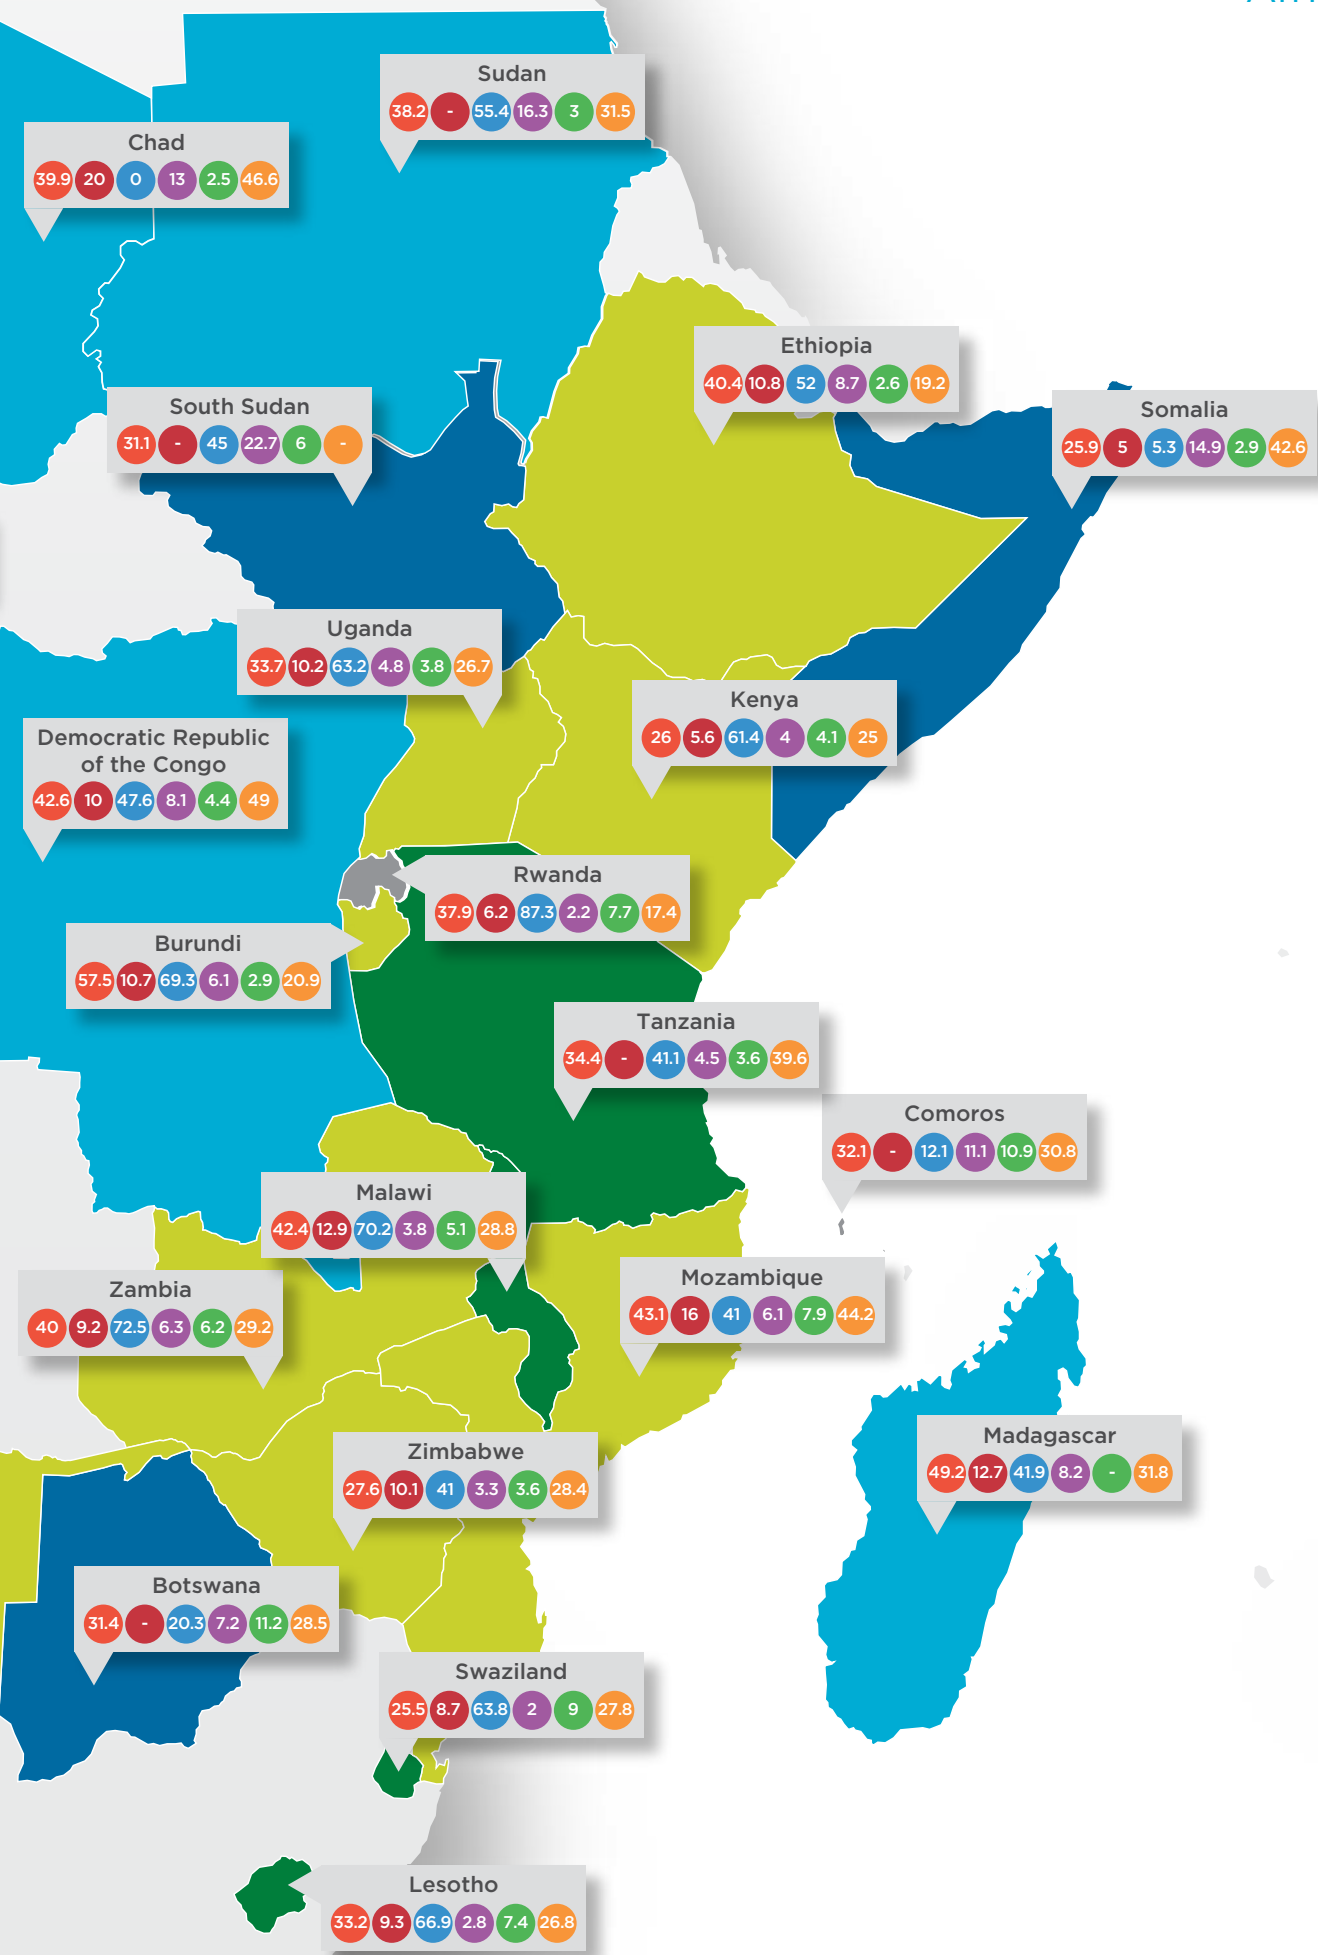 Sudan
38.2 - 55.4 16.3 3 31.5
Chad
39.9 20 0 13 2.5 46.6
Ethiopia
40.4 10.8 52 8.7 2.6 19.2
South Sudan
31.1 - 45 22.7 6 -
Somalia
25.9 5 5.3 14.9 2.9 42.6
Uganda
33.7 10.2 63.2 4.8 3.8 26.7
Kenya
26 5.6 61.4 4 4.1 25
Democratic Republic
of the Congo
42.6 10 47.6 8.1 4.4 49
Rwanda
37.9 6.2 87.3 2.2 7.7 17.4
Burundi
57.5 10.7 69.3 6.1 2.9 20.9
Tanzania
34.4 - 41.1 4.5 3.6 39.6
Comoros
32.1 - 12.1 11.1 10.9 30.8
Malawi
42.4 12.9 70.2 3.8 5.1 28.8
Mozambique
43.1 16 41 6.1 7.9 44.2
Zambia
40 9.2 72.5 6.3 6.2 29.2
Madagascar
49.2 12.7 41.9 8.2 - 31.8
Zimbabwe
27.6 10.1 41 3.3 3.6 28.4
Botswana
31.4 - 20.3 7.2 11.2 28.5
Swaziland
25.5 8.7 63.8 2 9 27.8
Lesotho
33.2 9.3 66.9 2.8 7.4 26.8